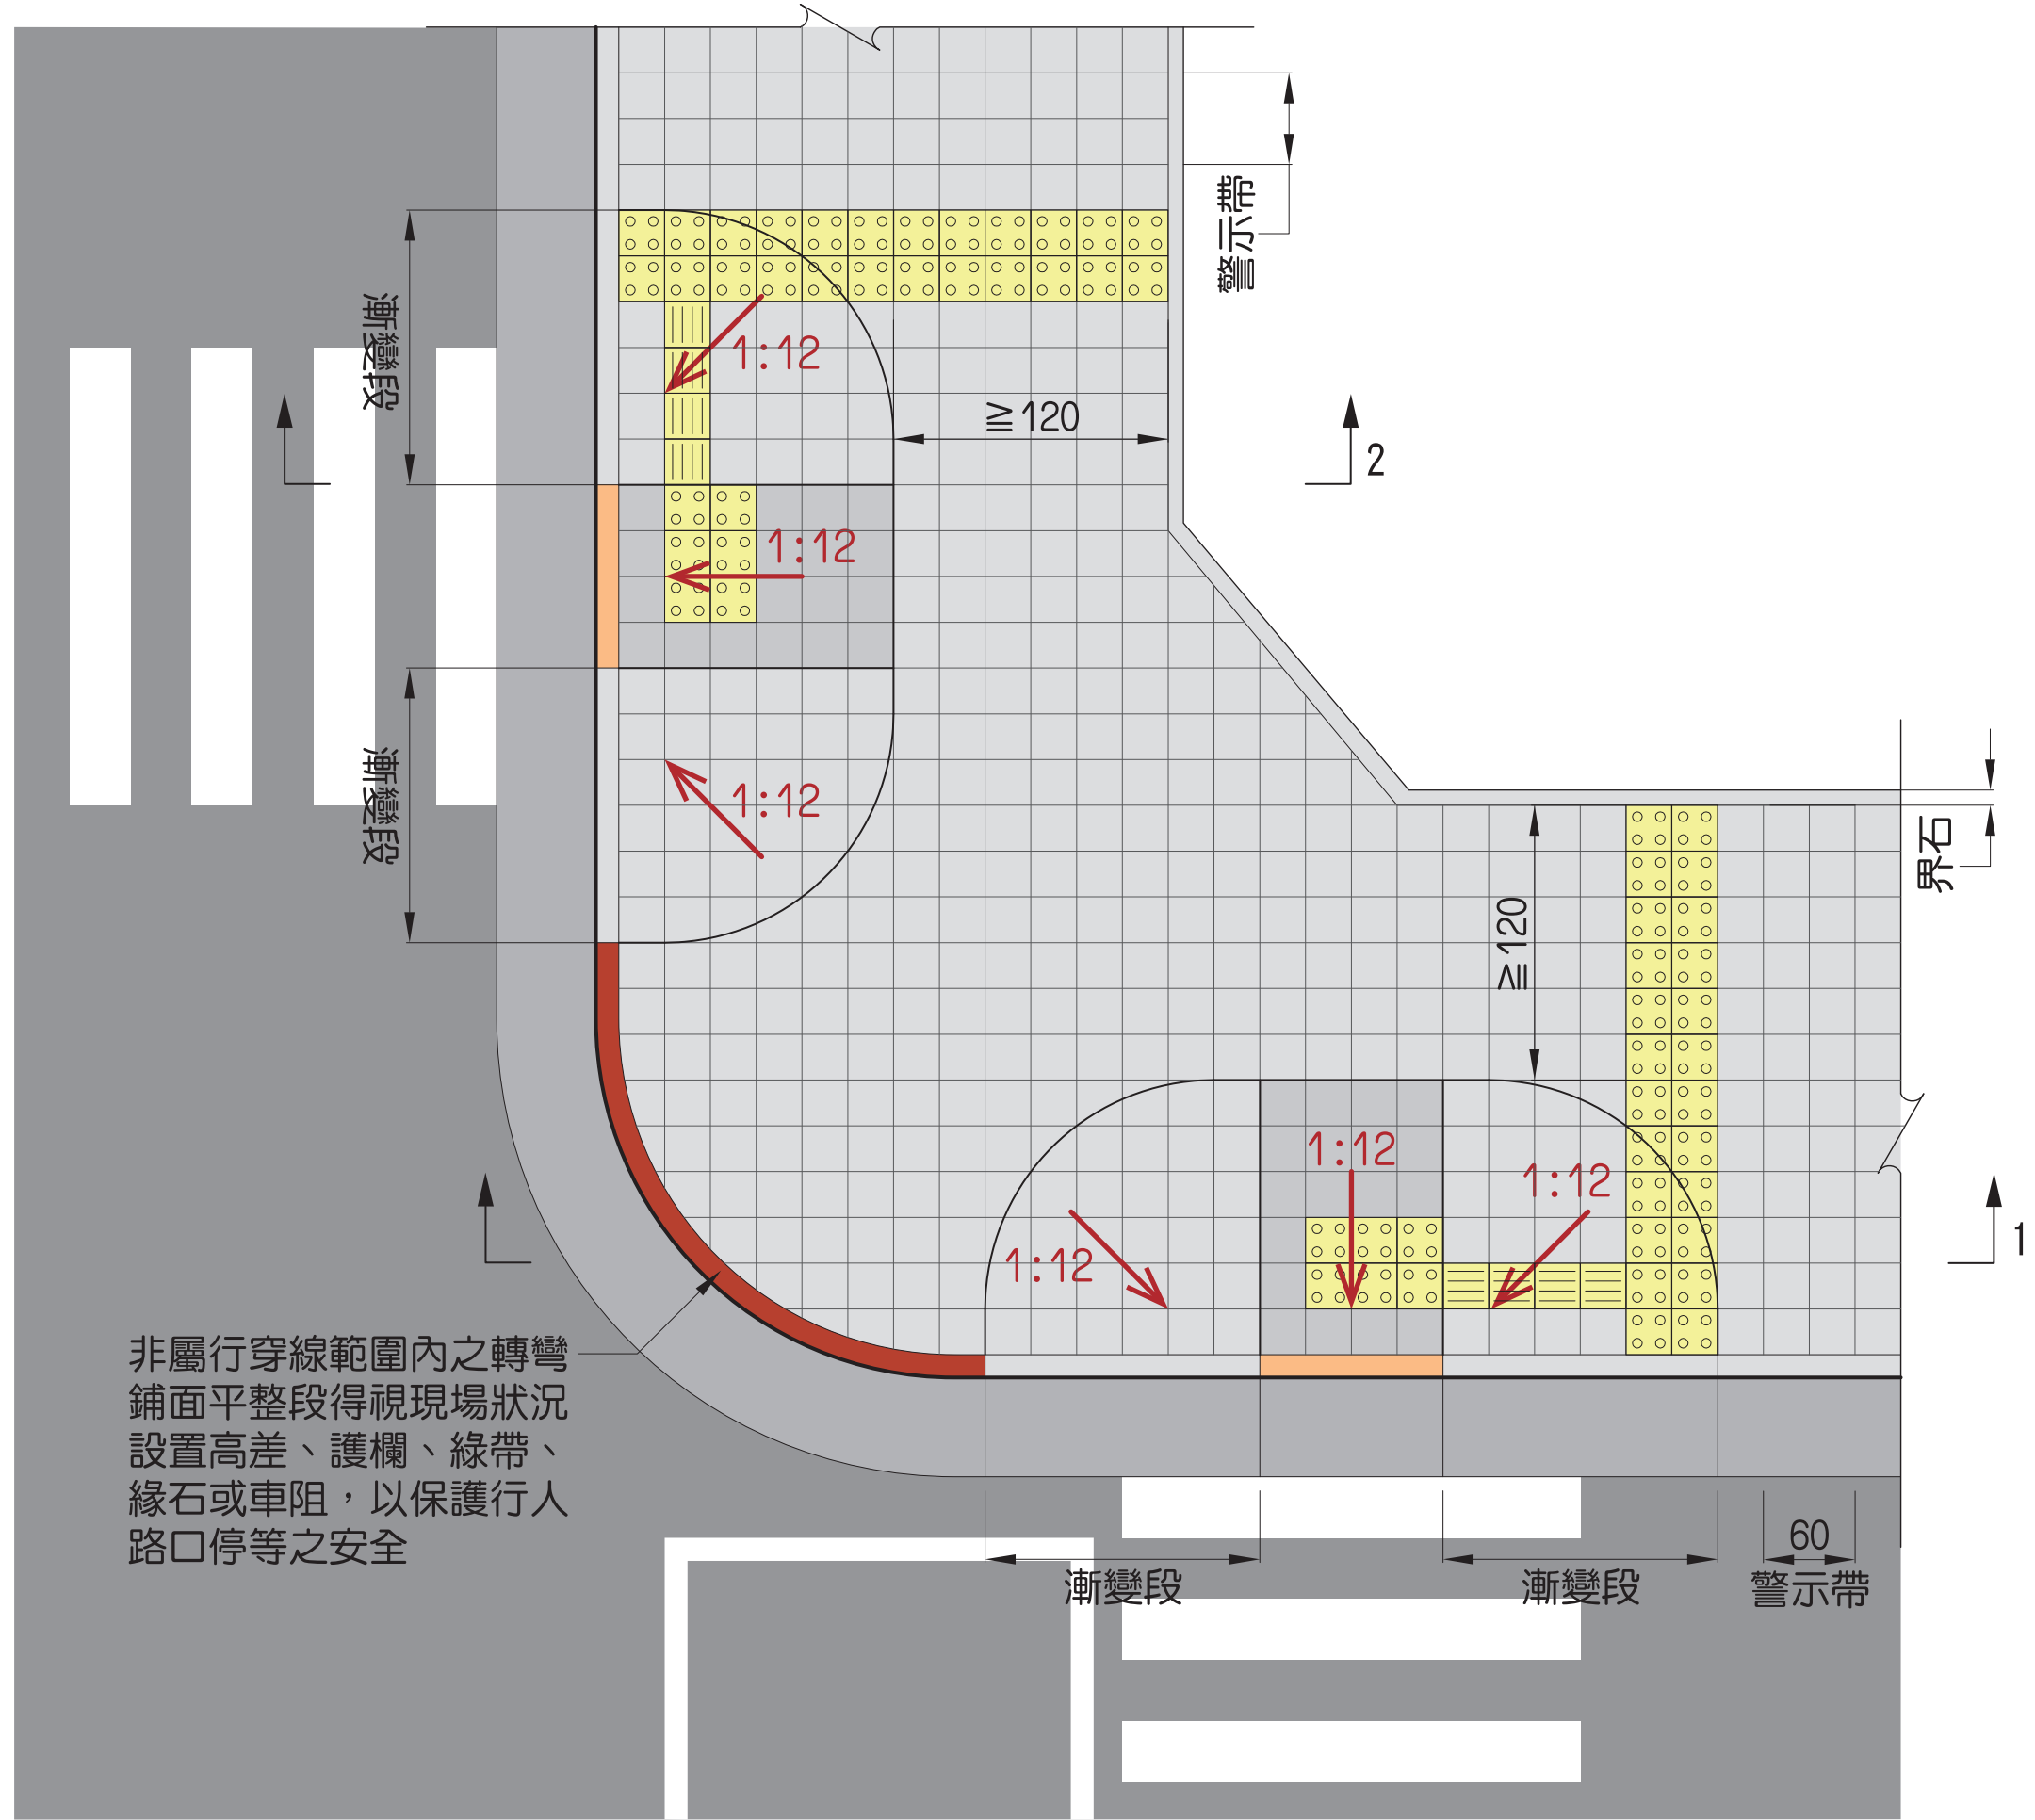 警示帶
漸變段
1:12
≧120
2
1:12
漸變段
1:12
界石
≧120
1:12
1:12
1:12
1
非屬行穿線範圍內之轉彎
鋪面平整段得視現場狀況
設置高差、護欄、綠帶、
緣石或車阻，以保護行人
路口停等之安全
60
漸變段
漸變段
警示帶